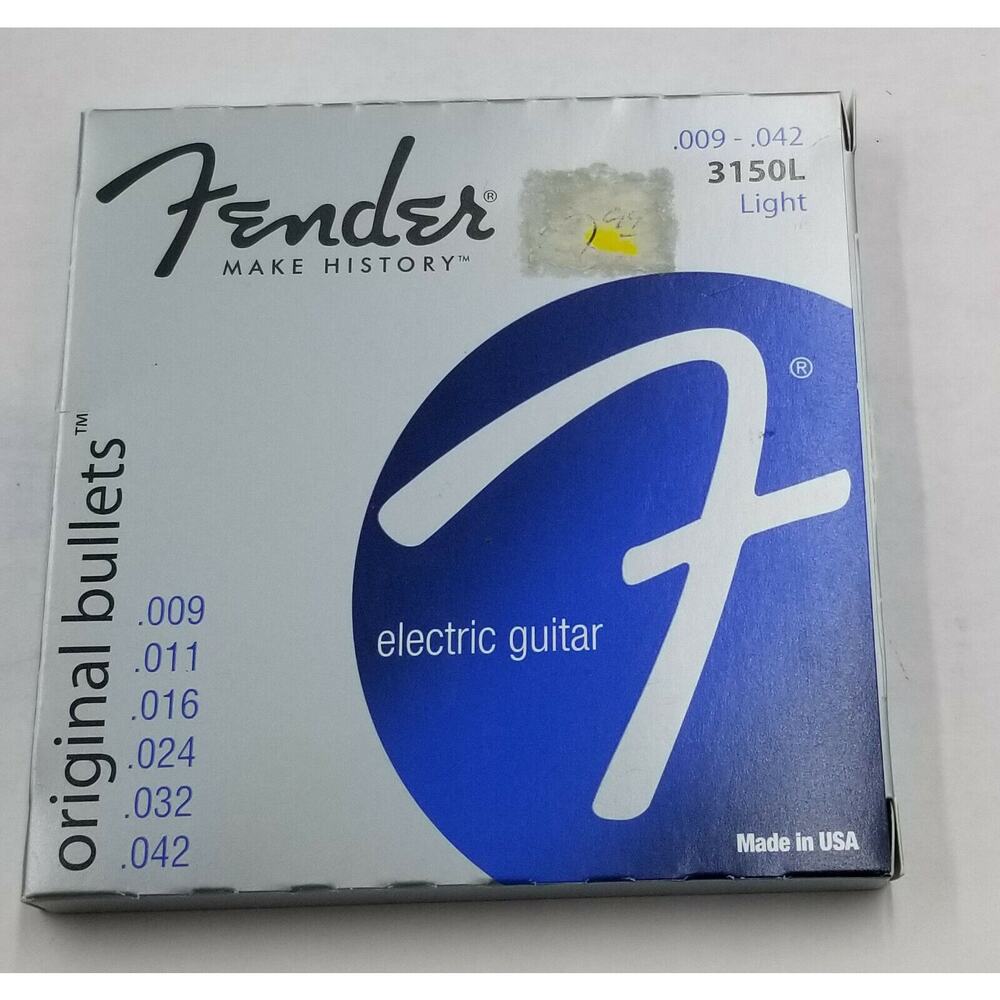 Fender®
MAKE HISTORY™
.009 - .042
3150L
Light
original bullets™
.009
.011
.016
.024
.032
.042
®
electric guitar
Made in USA